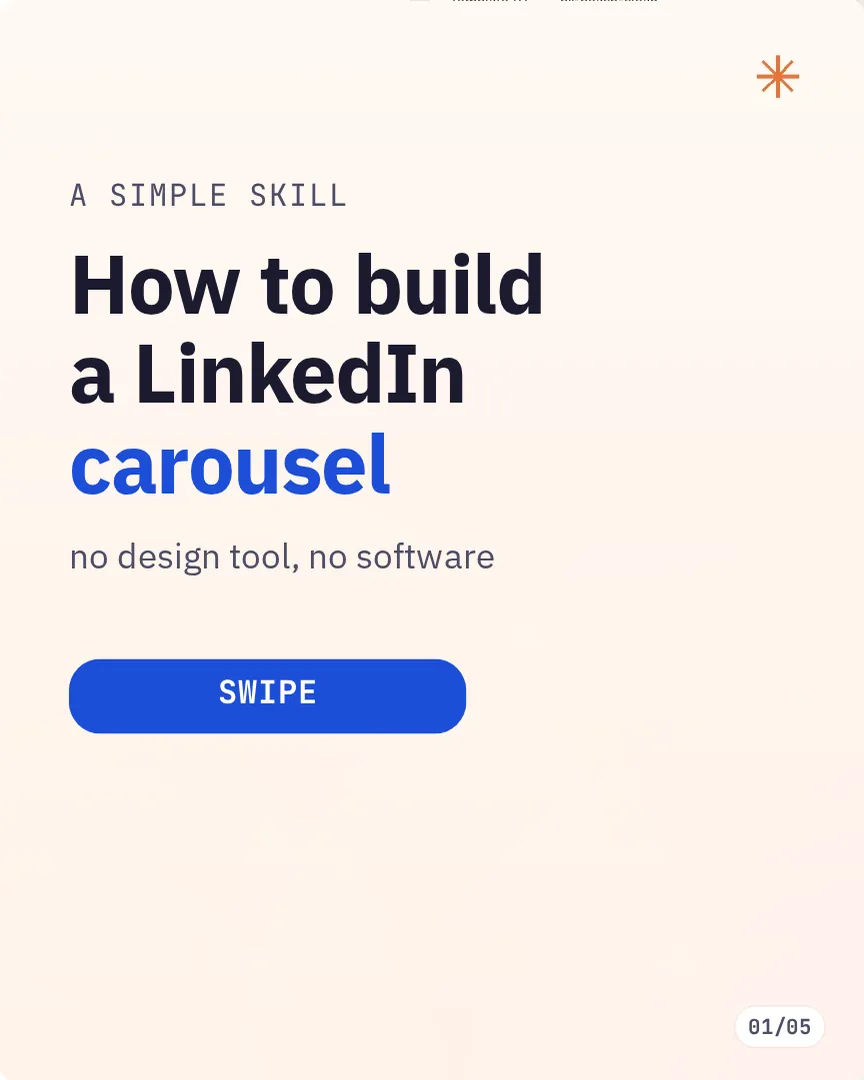 A SIMPLE SKILL
How to build
a LinkedIn
carousel
no design tool, no software
SWIPE
01/05